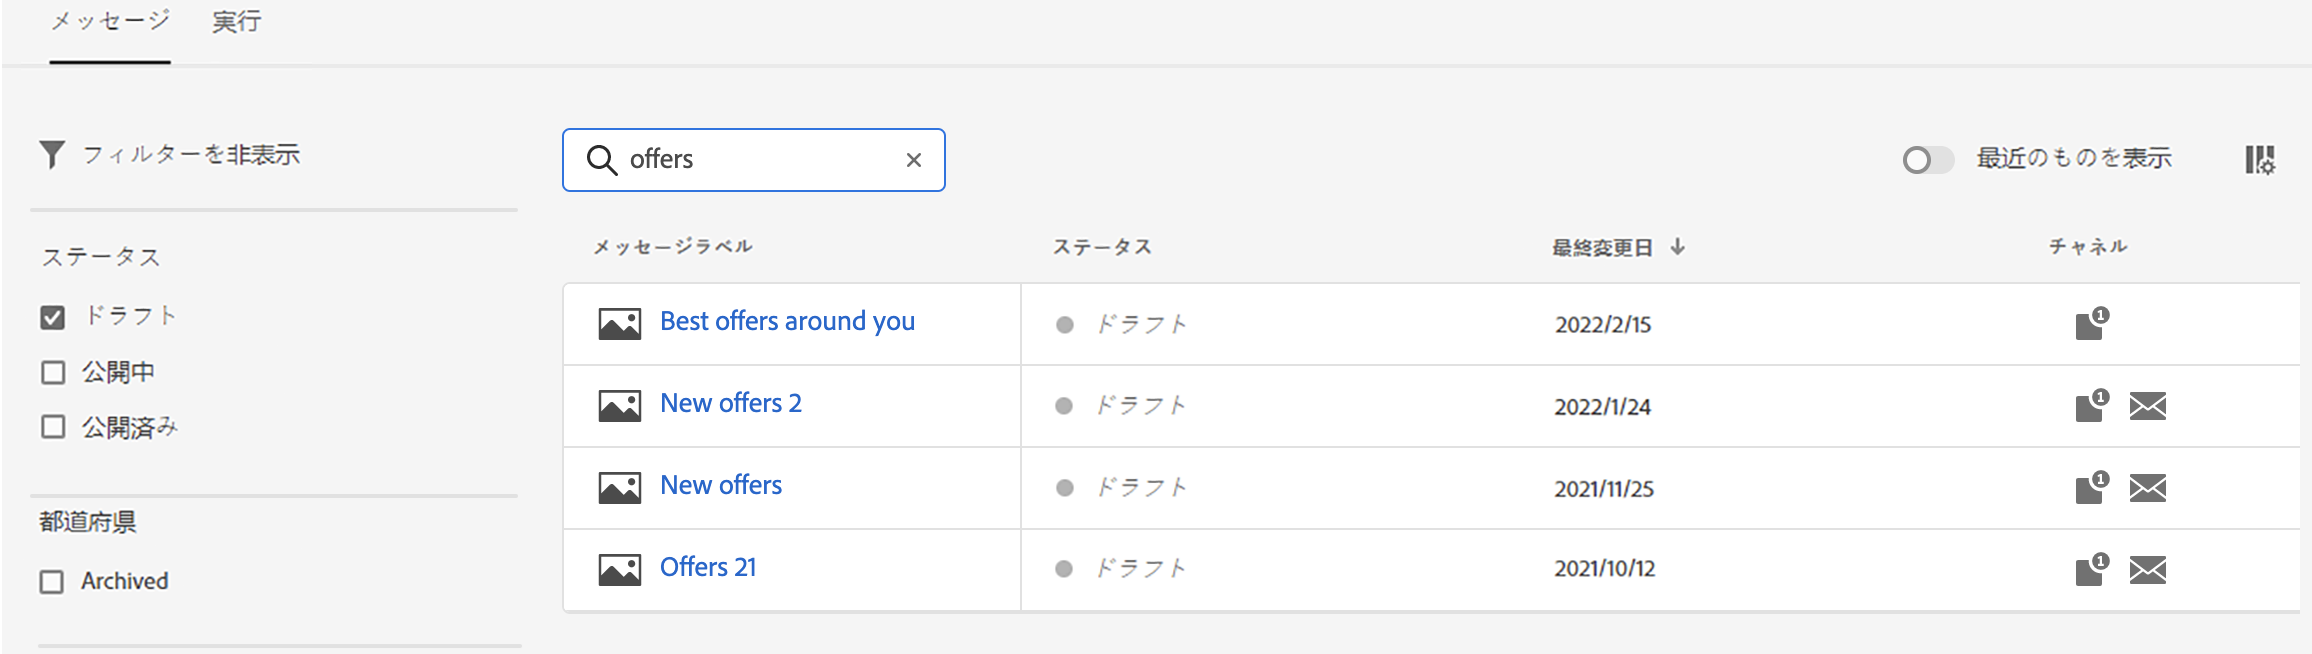 メッセージ 実行
フィルターを非表示
offers
最近のものを表示
ステータス
ドラフト
公開中
公開済み
都道府県
Archived
メッセージラベル ステータス 最終変更日 チャネル
Best offers around you ドラフト 2022/2/15 1
New offers 2 ドラフト 2022/1/24 1
New offers ドラフト 2021/11/25 1
Offers 21 ドラフト 2021/10/12 1